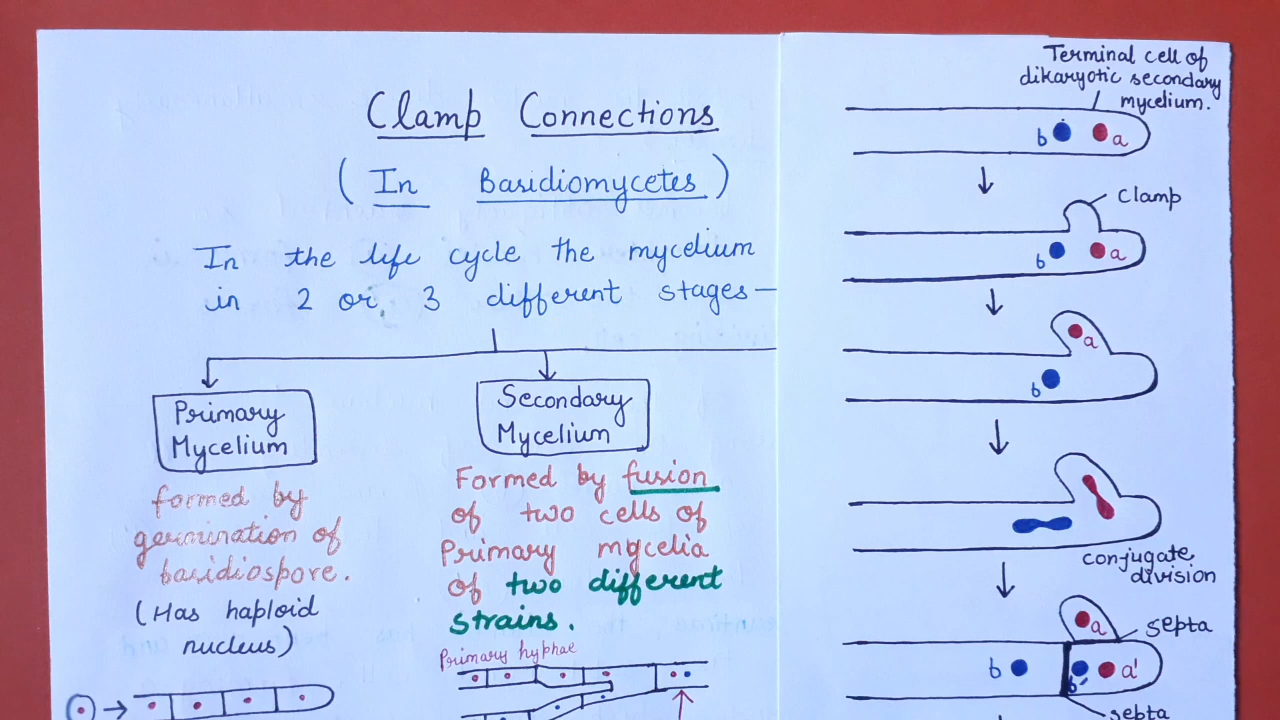 Clamp Connections
(In Basidiomycetes)
In the life cycle the mycelium
in 2 or 3 different stages—
Primary
Mycelium
formed by
germination of
basidiospore.
(Has haploid
nucleus)
Secondary
Mycelium
Formed by fusion
of two cells of
Primary mycelia
of two different
strains.
Primary hyphae
Terminal cell of
dikaryotic secondary
mycelium.
b a
Clamp
b a
a
b
conjugate
division
a
septa
b b' a'
septa